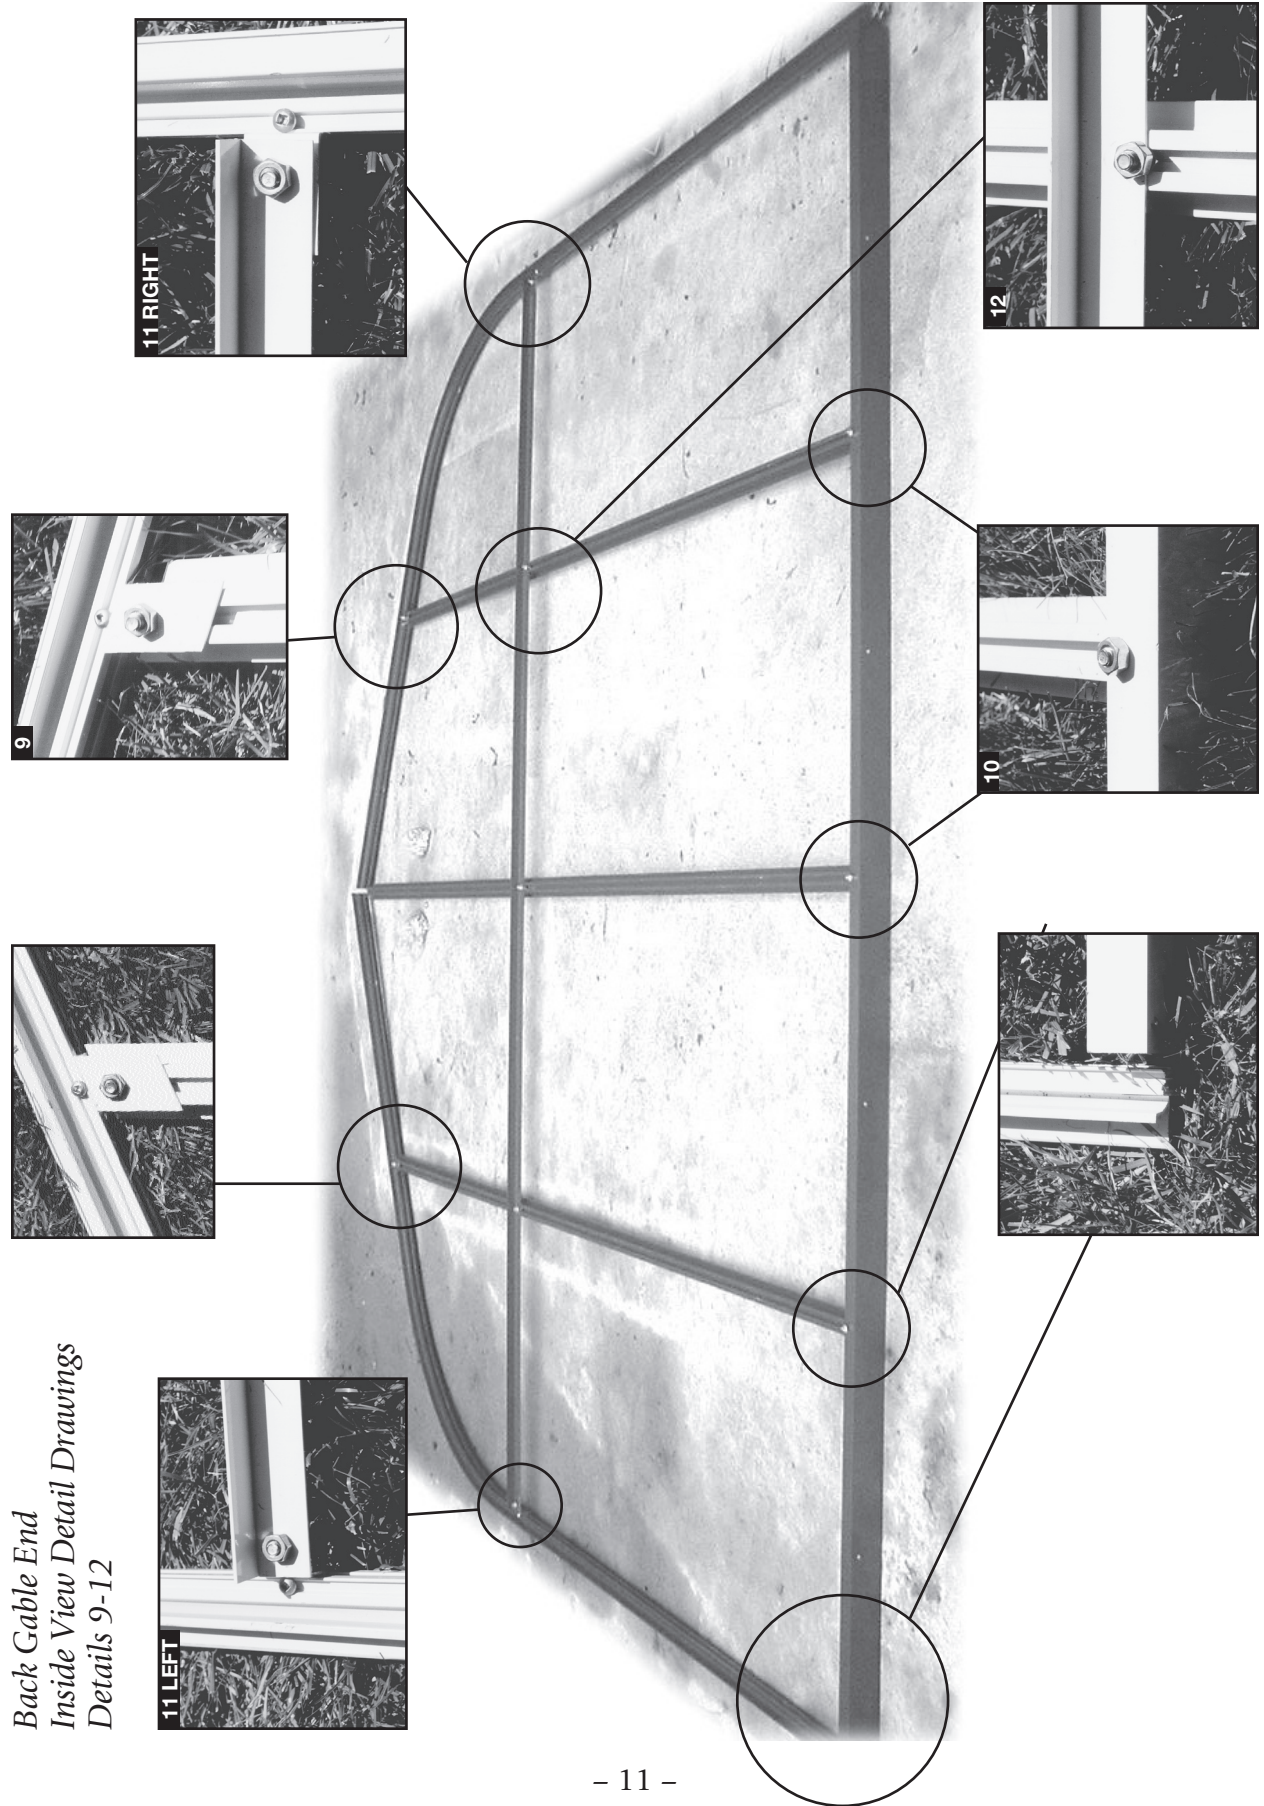 Back Gable End
Inside View Detail Drawings
Details 9-12
11 LEFT
9
11 RIGHT
10
12
– 11 –